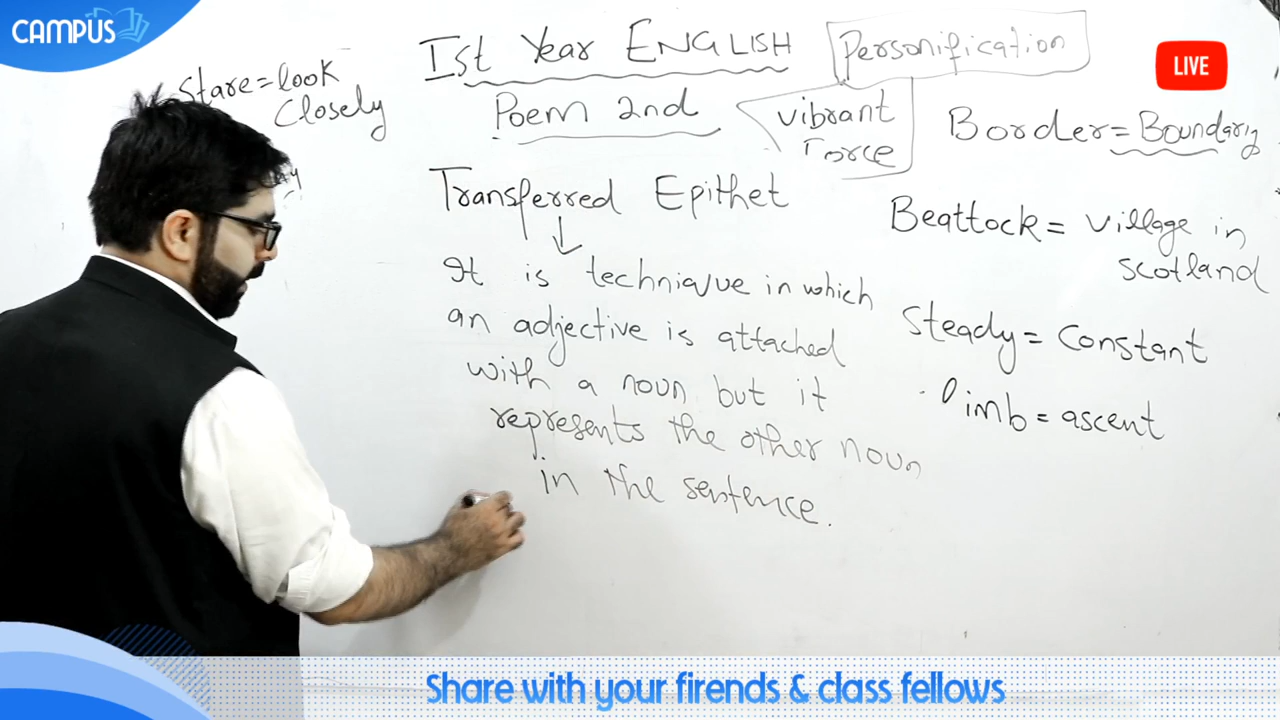 CAMPUS
LIVE
Ist Year ENGLISH
Personification
Stare = look
Closely
Poem 2nd
vibrant
Force
Border = Boundary
Transferred Epithet
Beattock = village in
scotland
It is technique in which
an adjective is attached
with a noun but it
represents the other noun
in the sentence.
Steady = Constant
limb = ascent
Share with your firends & class fellows